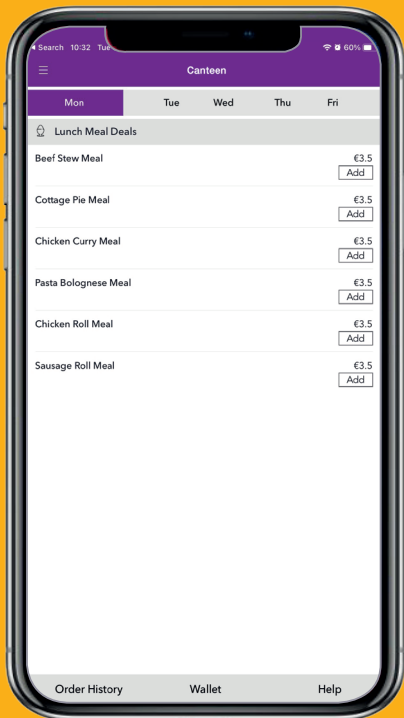 Search 10:32 Tue 60%
Canteen
Mon Tue Wed Thu Fri
Lunch Meal Deals
Beef Stew Meal €3.5
Add
Cottage Pie Meal €3.5
Add
Chicken Curry Meal €3.5
Add
Pasta Bolognese Meal €3.5
Add
Chicken Roll Meal €3.5
Add
Sausage Roll Meal €3.5
Add
Order History Wallet Help